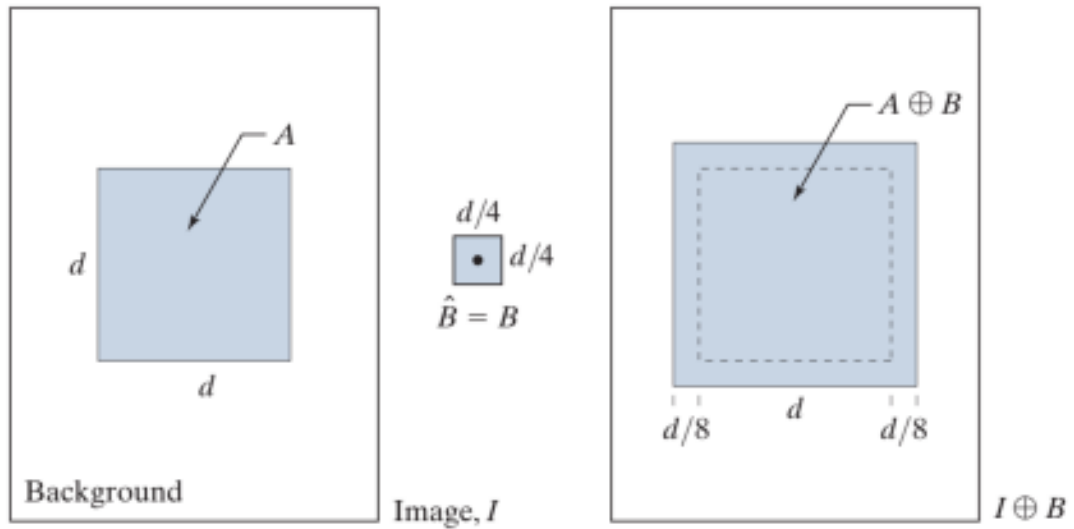 A
d
d
Background
Image, I
d/4
d/4
B̂ = B
A ⊕ B
d
d/8
d/8
I ⊕ B